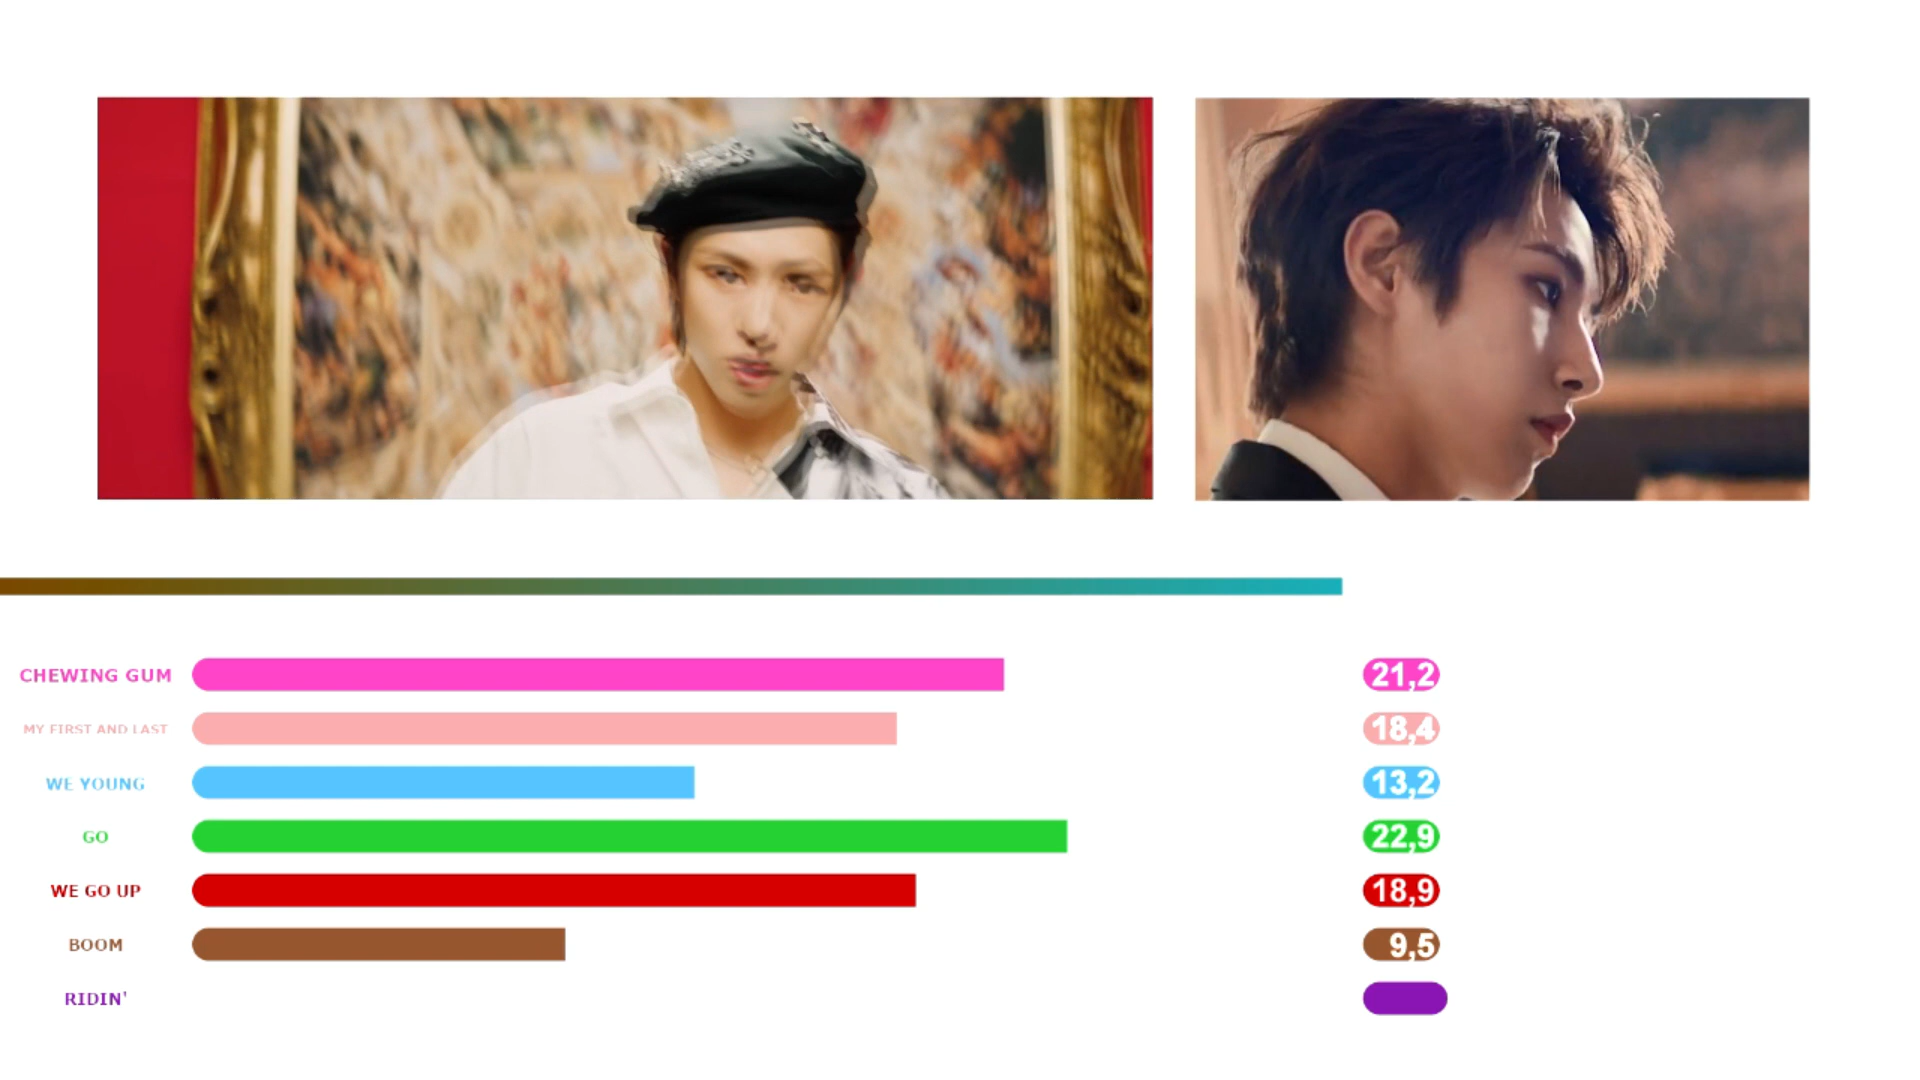 CHEWING GUM 21,2
MY FIRST AND LAST 18,4
WE YOUNG 13,2
GO 22,9
WE GO UP 18,9
BOOM 9,5
RIDIN'